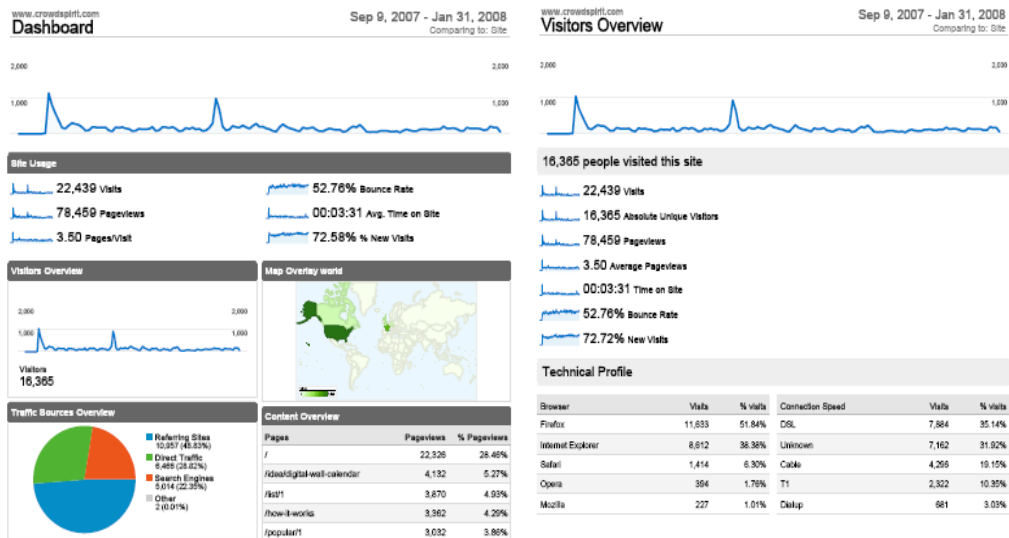 www.crowdspirit.com
Dashboard
Sep 9, 2007 - Jan 31, 2008
Comparing to: Site
2,000 2,000
1,000 1,000
Site Usage
22,439 Visits
52.76% Bounce Rate
78,459 Pageviews
00:03:31 Avg. Time on Site
3.50 Pages/Visit
72.58% % New Visits
Visitors Overview
2,000 2,000
1,000 1,000
Visitors
16,365
Map Overlay world
Traffic Sources Overview
Referring Sites
10,957 (48.83%)
Direct Traffic
6,466 (28.82%)
Search Engines
5,014 (22.35%)
Other
2 (0.01%)
Content Overview
Pages Pageviews % Pageviews
/ 22,326 28.46%
/idea/digital-wall-calendar 4,132 5.27%
/list/1 3,870 4.93%
/how-it-works 3,362 4.29%
/popular/1 3,032 3.86%
www.crowdspirit.com
Visitors Overview
Sep 9, 2007 - Jan 31, 2008
Comparing to: Site
2,000 2,000
1,000 1,000
16,365 people visited this site
22,439 Visits
16,365 Absolute Unique Visitors
78,459 Pageviews
3.50 Average Pageviews
00:03:31 Time on Site
52.76% Bounce Rate
72.72% New Visits
Technical Profile
Browser Visits % visits
Firefox 11,633 51.84%
Internet Explorer 8,612 38.38%
Safari 1,414 6.30%
Opera 394 1.76%
Mozilla 227 1.01%
Connection Speed Visits % visits
DSL 7,884 35.14%
Unknown 7,162 31.92%
Cable 4,296 19.15%
T1 2,322 10.35%
Dialup 681 3.03%